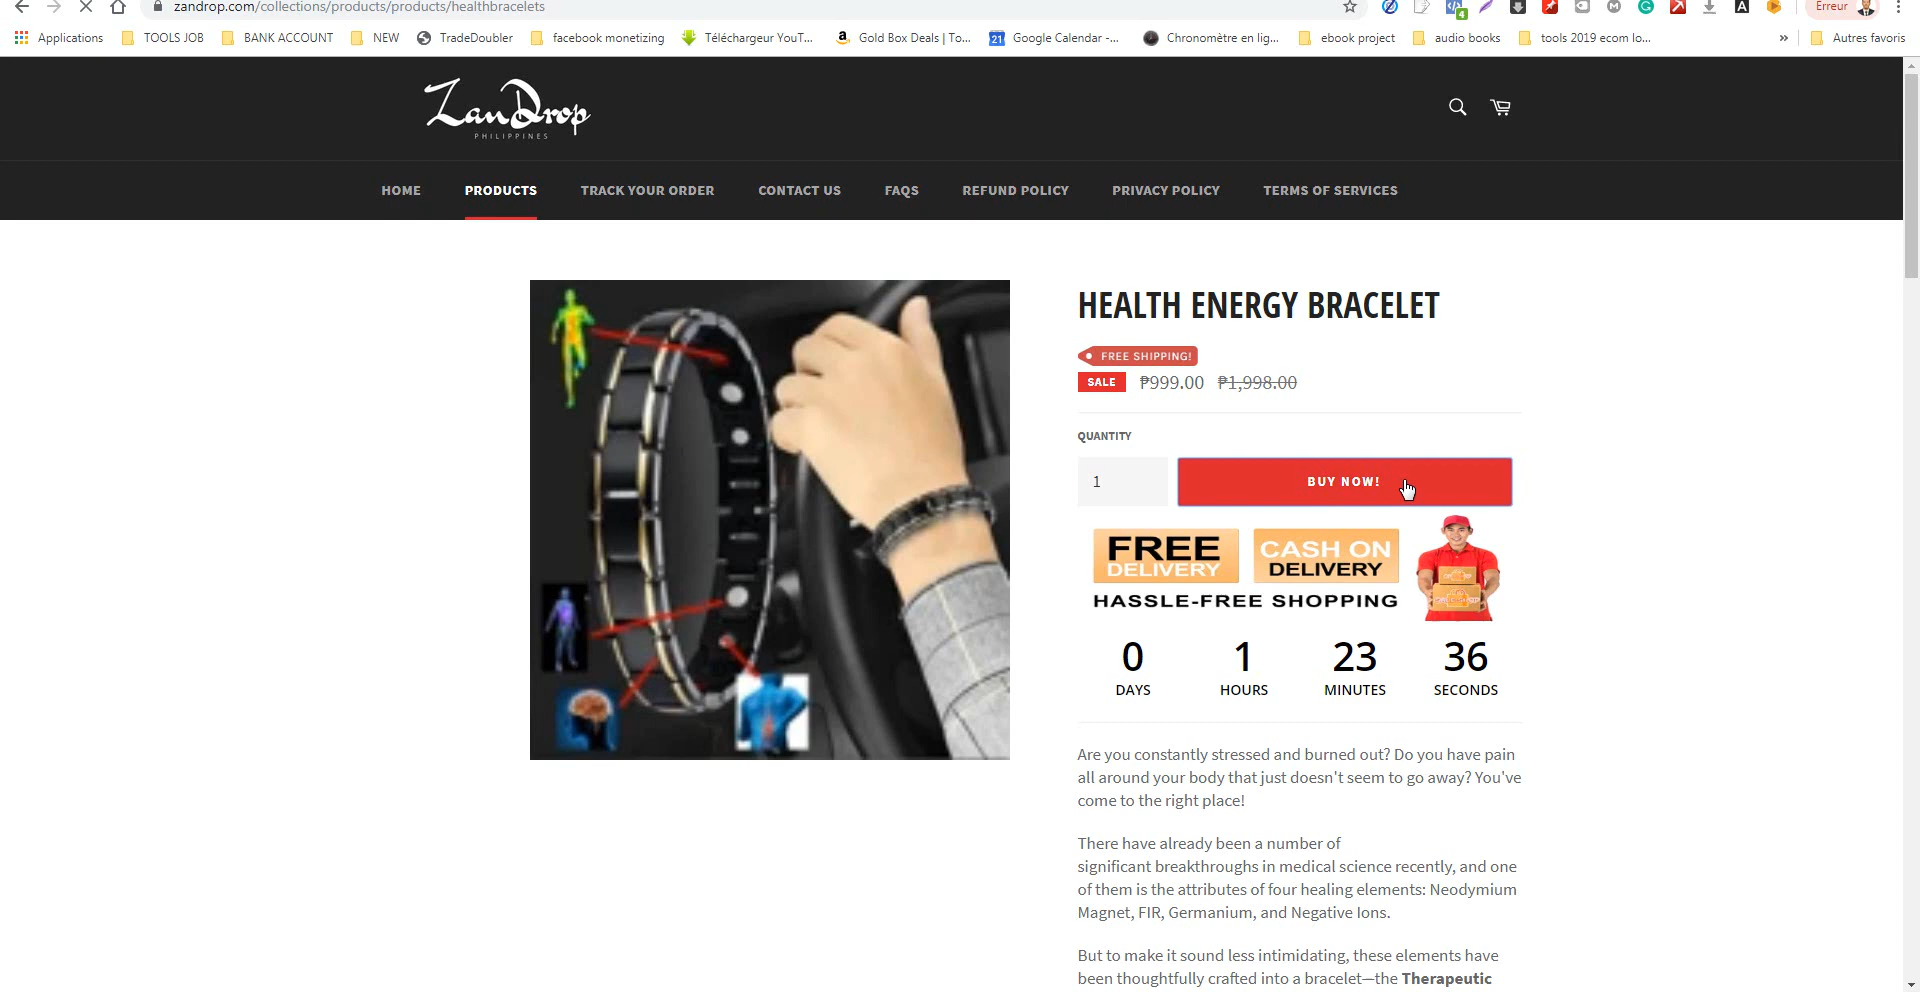 zandrop.com/collections/products/products/healthbracelets
Erreur
Applications TOOLS JOB BANK ACCOUNT NEW TradeDoubler facebook monetizing Téléchargeur YouT... Gold Box Deals | To... Google Calendar -... Chronomètre en lig... ebook project audio books tools 2019 ecom lo... » Autres favoris
ZanDrop
PHILIPPINES
HOME PRODUCTS TRACK YOUR ORDER CONTACT US FAQS REFUND POLICY PRIVACY POLICY TERMS OF SERVICES
HEALTH ENERGY BRACELET
FREE SHIPPING!
SALE ₱999.00 ₱1,998.00
QUANTITY
1 BUY NOW!
FREE CASH ON
DELIVERY DELIVERY
HASSLE-FREE SHOPPING
0 1 23 36
DAYS HOURS MINUTES SECONDS
Are you constantly stressed and burned out? Do you have pain
all around your body that just doesn't seem to go away? You've
come to the right place!
There have already been a number of
significant breakthroughs in medical science recently, and one
of them is the attributes of four healing elements: Neodymium
Magnet, FIR, Germanium, and Negative Ions.
But to make it sound less intimidating, these elements have
been thoughtfully crafted into a bracelet—the Therapeutic